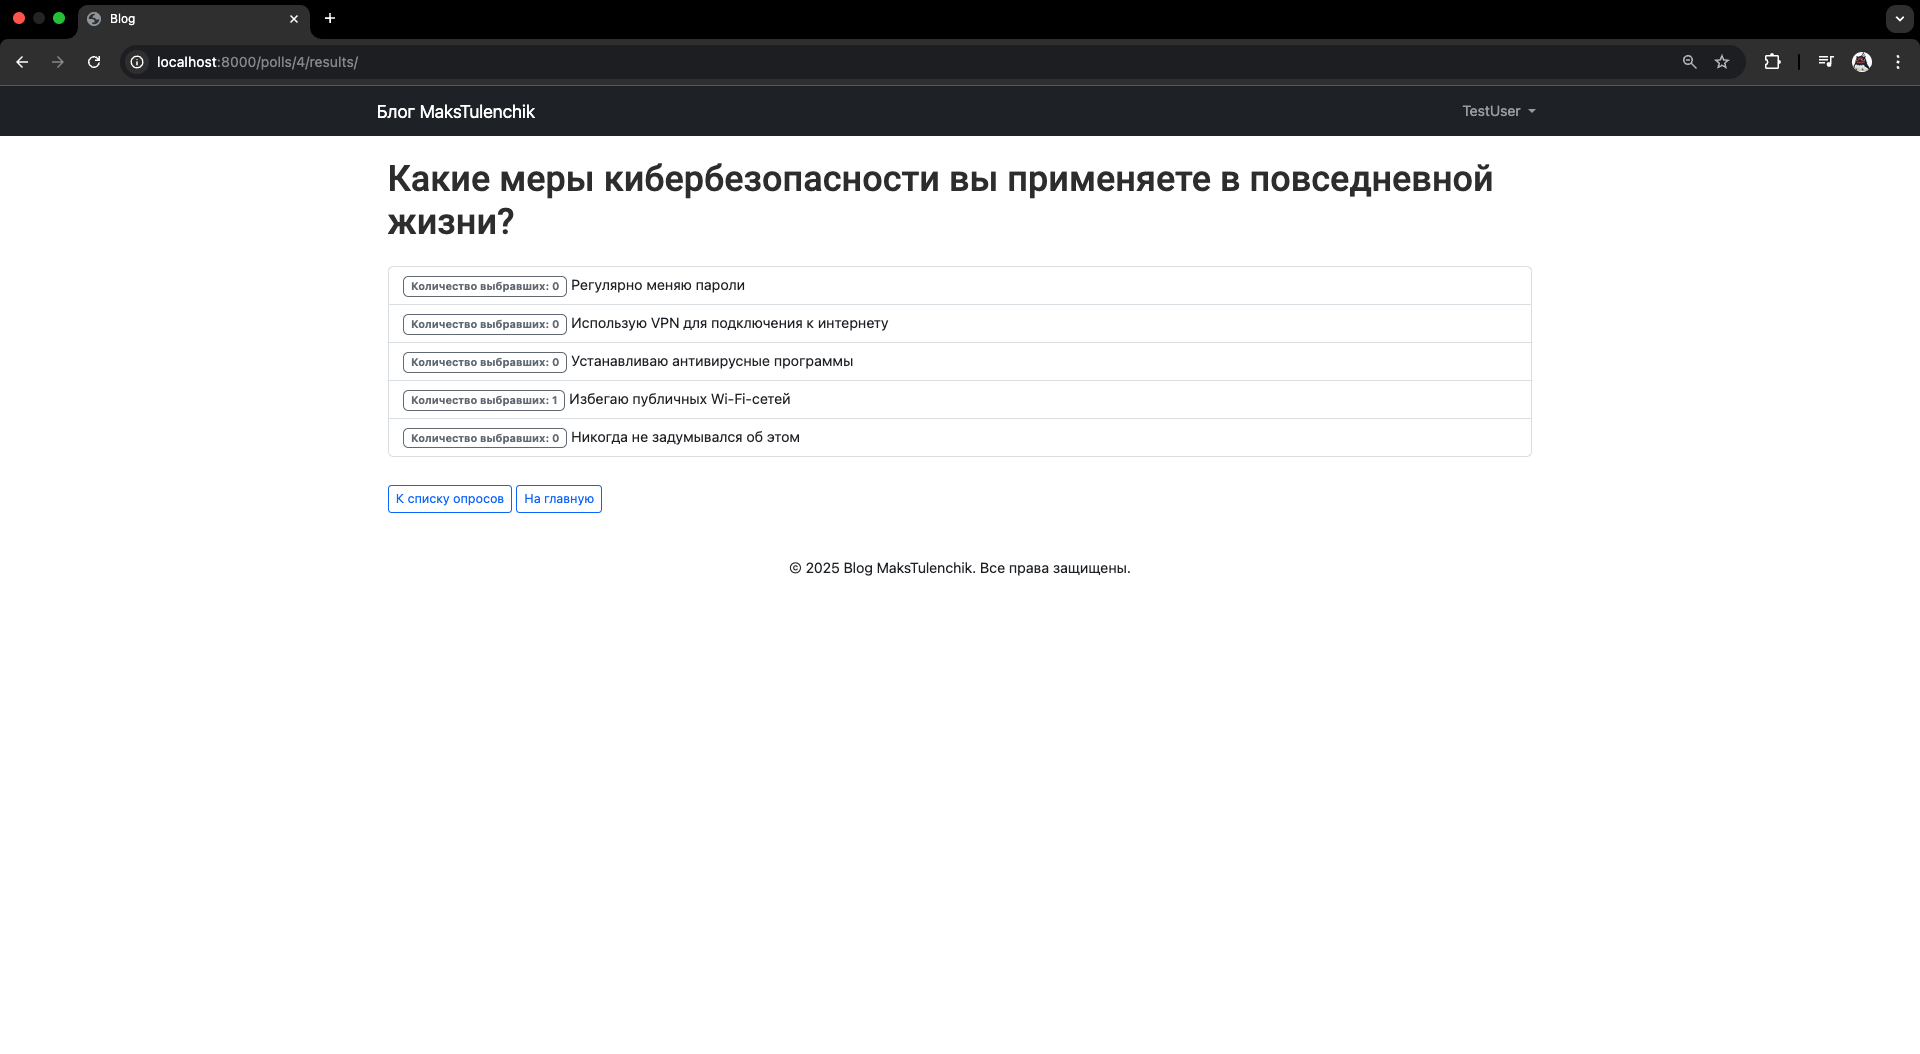 Blog
localhost:8000/polls/4/results/
Блог MaksTulenchik
TestUser
Какие меры кибербезопасности вы применяете в повседневной
жизни?
Количество выбравших: 0 Регулярно меняю пароли
Количество выбравших: 0 Использую VPN для подключения к интернету
Количество выбравших: 0 Устанавливаю антивирусные программы
Количество выбравших: 1 Избегаю публичных Wi-Fi-сетей
Количество выбравших: 0 Никогда не задумывался об этом
К списку опросов На главную
© 2025 Blog MaksTulenchik. Все права защищены.